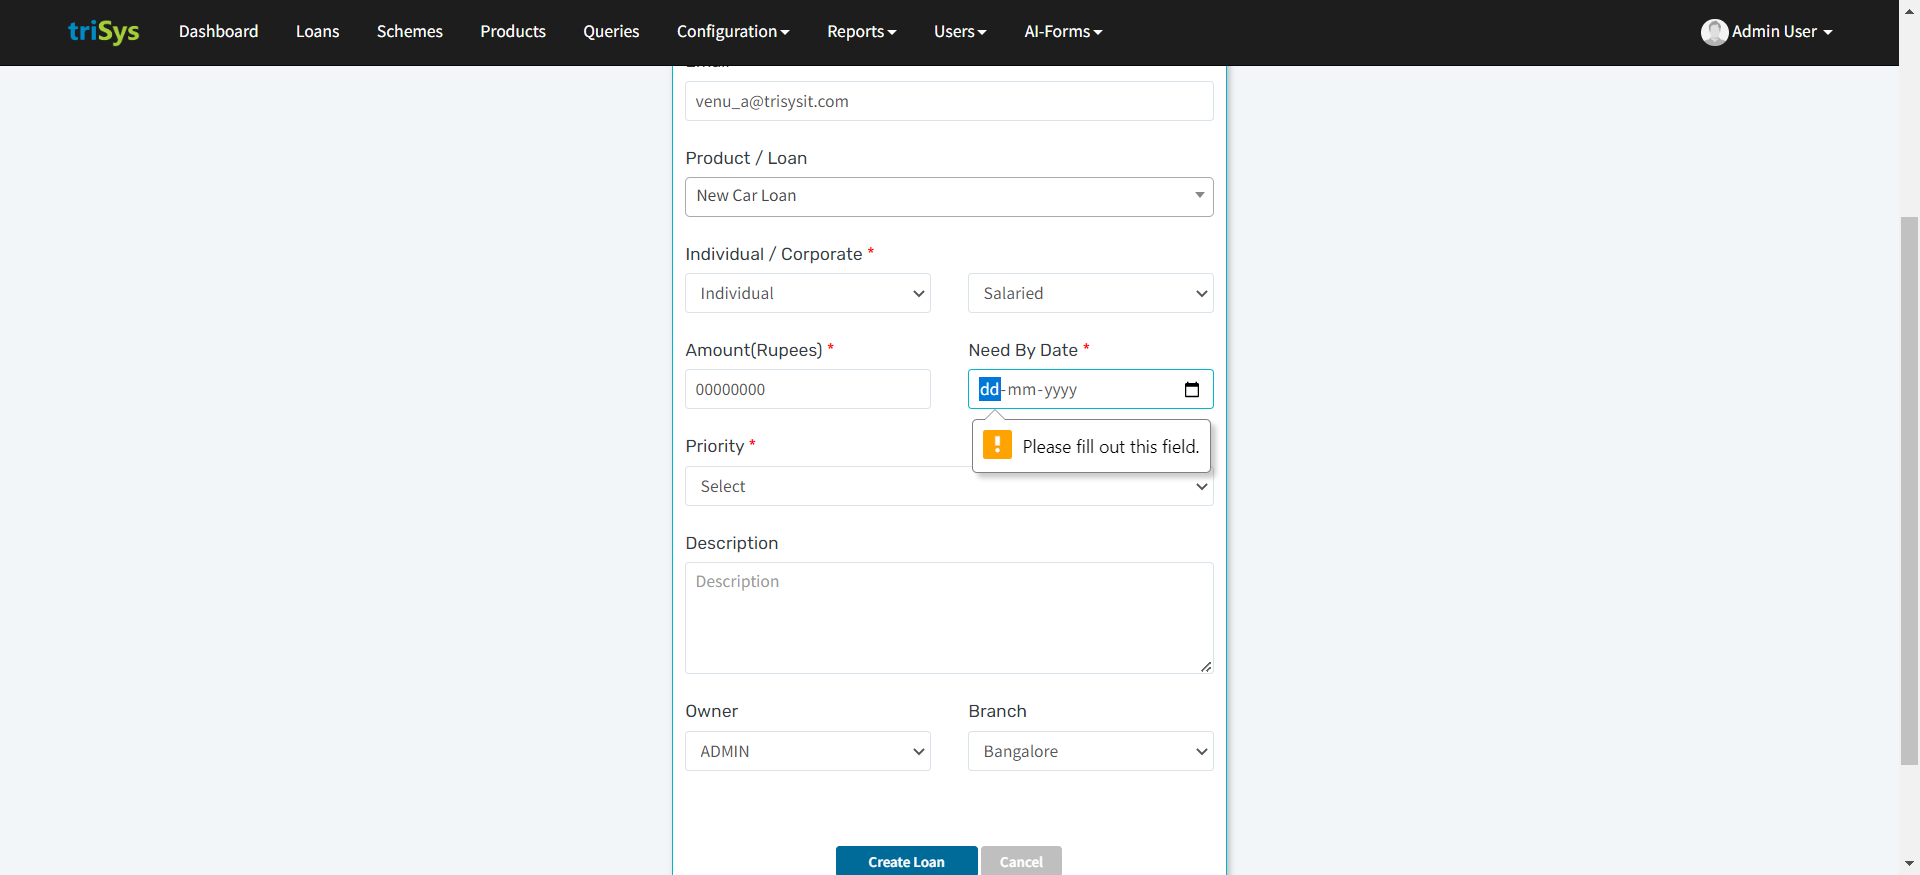 triSys Dashboard Loans Schemes Products Queries Configuration Reports Users AI-Forms Admin User
Email
venu_a@trisysit.com
Product / Loan
New Car Loan
Individual / Corporate *
Individual Salaried
Amount(Rupees) * Need By Date *
00000000 dd-mm-yyyy
Please fill out this field.
Priority *
Select
Description
Description
Owner Branch
ADMIN Bangalore
Create Loan Cancel